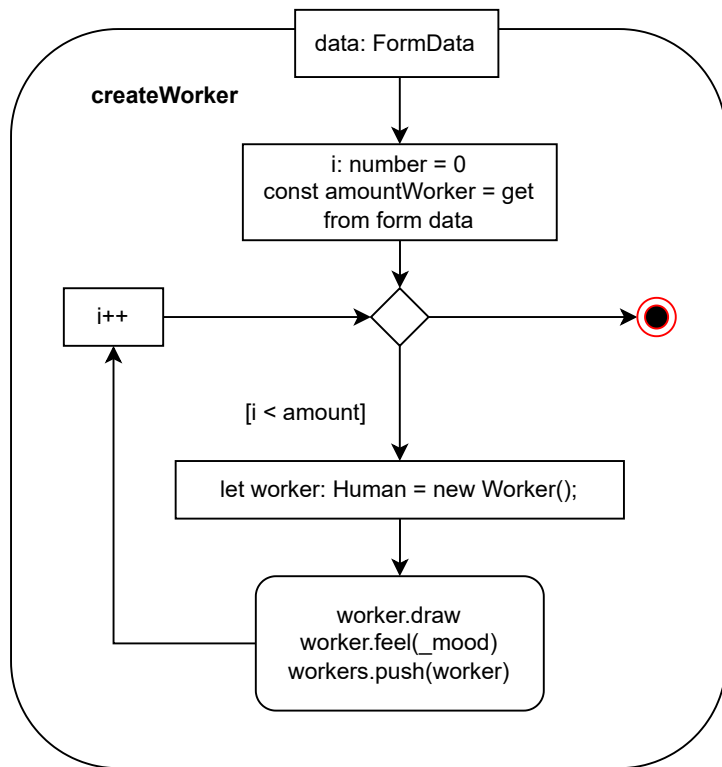 data: FormData
createWorker
i: number = 0
const amountWorker = get
from form data
i++
[i < amount]
let worker: Human = new Worker();
worker.draw
worker.feel(_mood)
workers.push(worker)